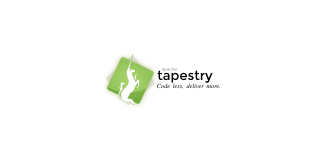 apache
tapestry
Code less, deliver more.